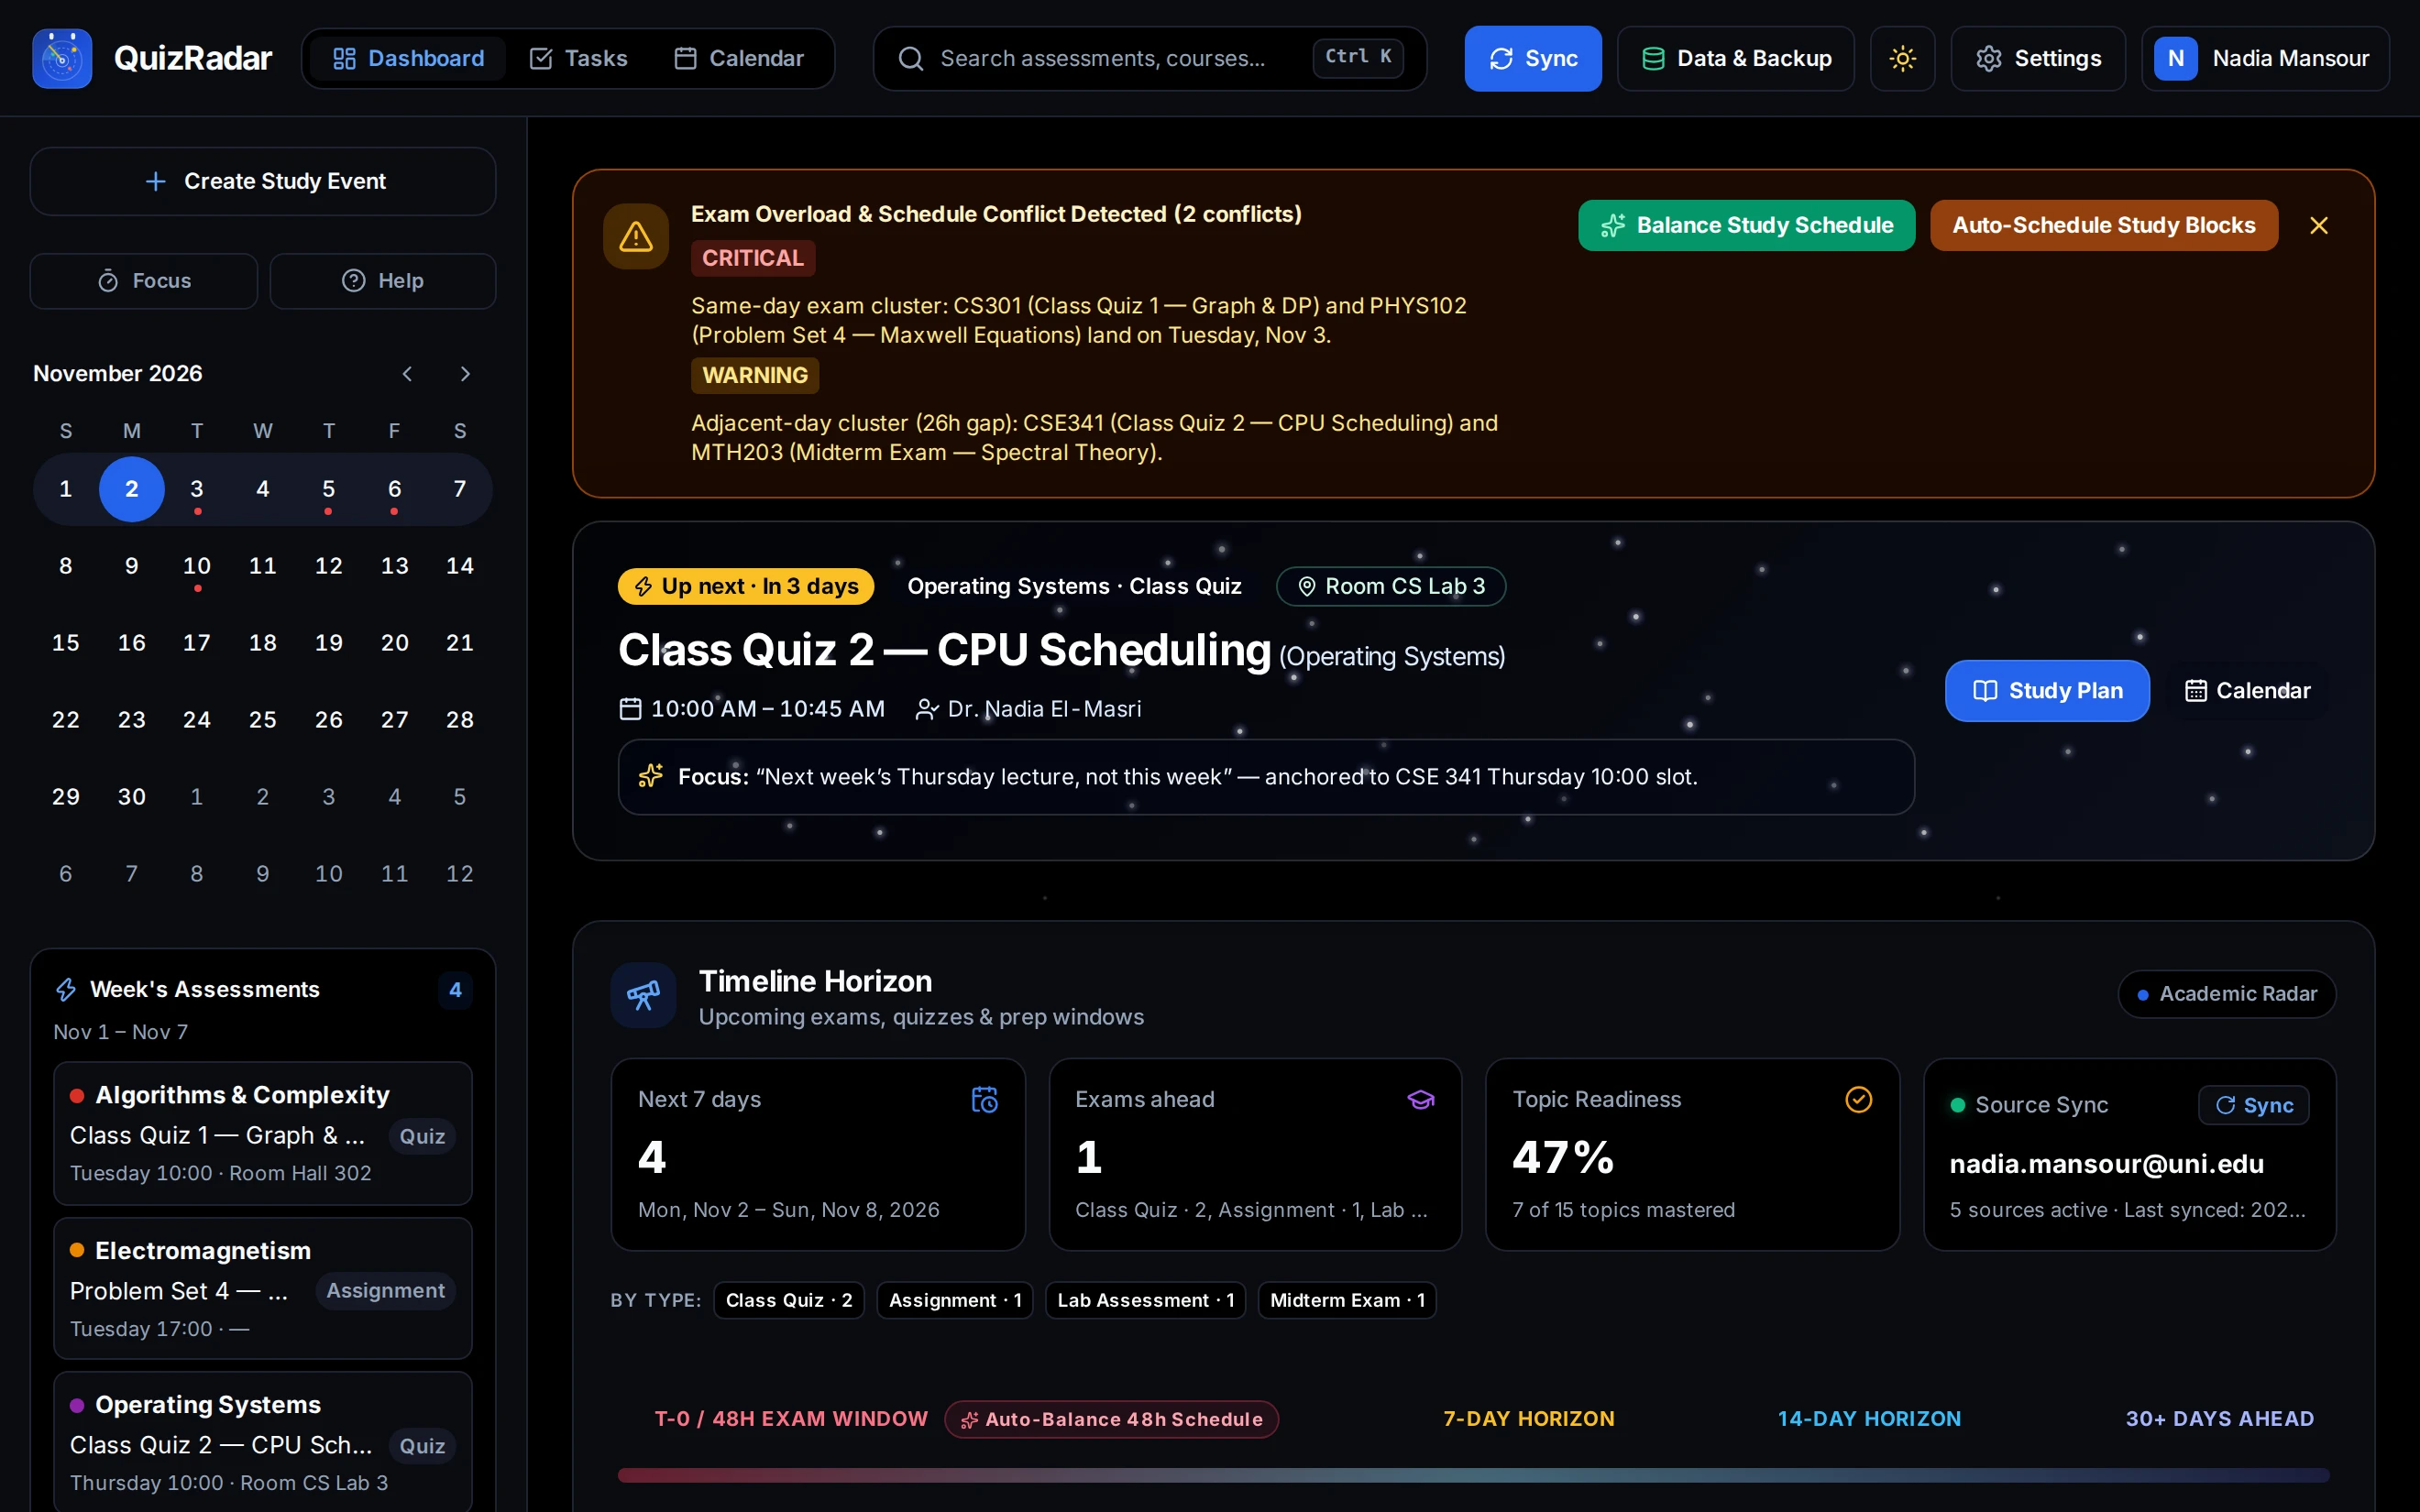 QuizRadar
Dashboard
Tasks
Calendar
Search assessments, courses...
Ctrl K
Sync
Data & Backup
Settings
N
Nadia Mansour
Create Study Event
Focus
Help
November 2026
S M T W T F S
1 2 3 4 5 6 7
8 9 10 11 12 13 14
15 16 17 18 19 20 21
22 23 24 25 26 27 28
29 30 1 2 3 4 5
6 7 8 9 10 11 12
Week's Assessments
4
Nov 1 – Nov 7
Algorithms & Complexity
Class Quiz 1 — Graph & ...
Quiz
Tuesday 10:00 · Room Hall 302
Electromagnetism
Problem Set 4 — ...
Assignment
Tuesday 17:00 · —
Operating Systems
Class Quiz 2 — CPU Sch...
Quiz
Thursday 10:00 · Room CS Lab 3
Exam Overload & Schedule Conflict Detected (2 conflicts)
CRITICAL
Same-day exam cluster: CS301 (Class Quiz 1 — Graph & DP) and PHYS102
(Problem Set 4 — Maxwell Equations) land on Tuesday, Nov 3.
WARNING
Adjacent-day cluster (26h gap): CSE341 (Class Quiz 2 — CPU Scheduling) and
MTH203 (Midterm Exam — Spectral Theory).
Balance Study Schedule
Auto-Schedule Study Blocks
Up next · In 3 days
Operating Systems · Class Quiz
Room CS Lab 3
Class Quiz 2 — CPU Scheduling (Operating Systems)
10:00 AM – 10:45 AM
Dr. Nadia El-Masri
Focus: “Next week’s Thursday lecture, not this week” — anchored to CSE 341 Thursday 10:00 slot.
Study Plan
Calendar
Timeline Horizon
Upcoming exams, quizzes & prep windows
Academic Radar
Next 7 days
4
Mon, Nov 2 – Sun, Nov 8, 2026
Exams ahead
1
Class Quiz · 2, Assignment · 1, Lab ...
Topic Readiness
47%
7 of 15 topics mastered
Source Sync
Sync
nadia.mansour@uni.edu
5 sources active · Last synced: 202...
BY TYPE:
Class Quiz · 2
Assignment · 1
Lab Assessment · 1
Midterm Exam · 1
T-0 / 48H EXAM WINDOW
Auto-Balance 48h Schedule
7-DAY HORIZON
14-DAY HORIZON
30+ DAYS AHEAD